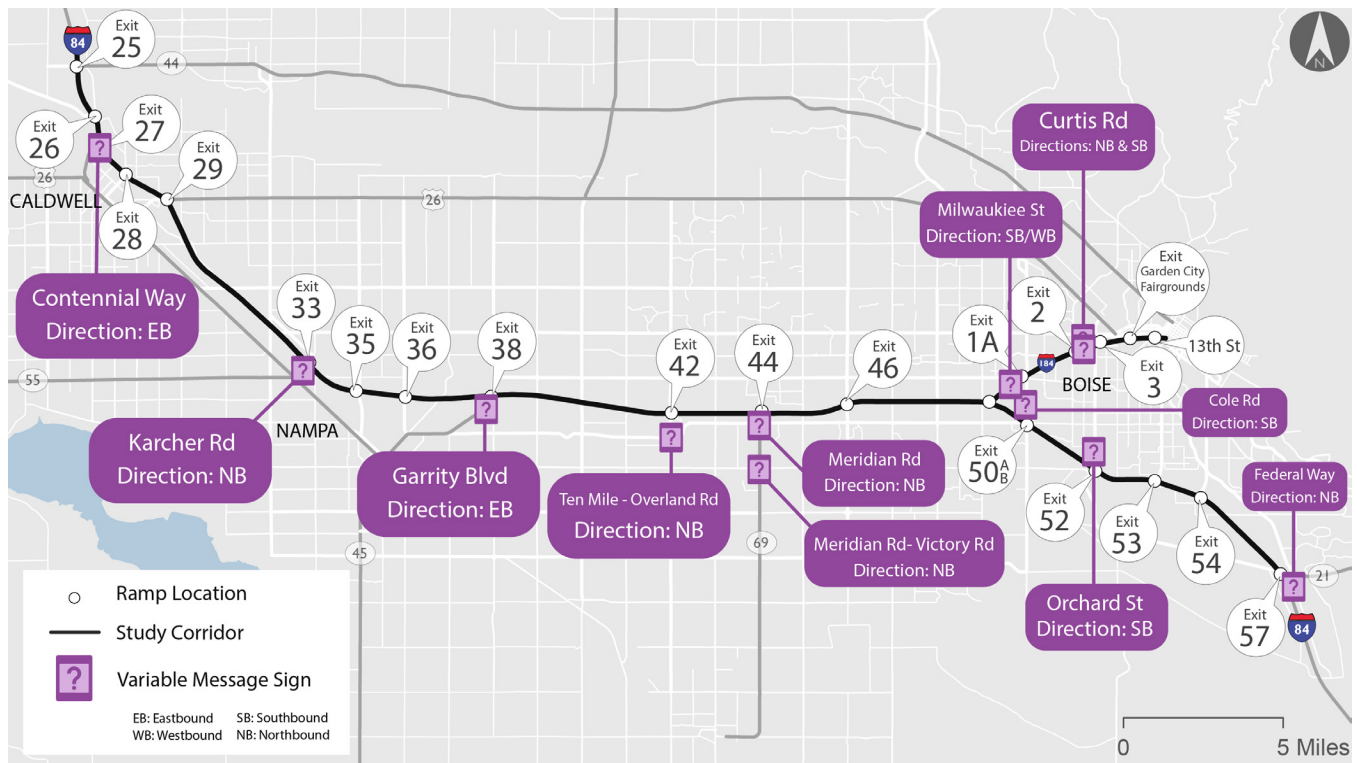 84
Exit
25
44
Exit
26
Exit
27
Exit
29
26
CALDWELL
Exit
28
26
Contennial Way
Direction: EB
Exit
33
Exit
35
Exit
36
Exit
38
55
Karcher Rd
Direction: NB
NAMPA
Garrity Blvd
Direction: EB
45
Exit
42
Exit
44
Exit
46
Ten Mile - Overland Rd
Direction: NB
Meridian Rd
Direction: NB
Meridian Rd- Victory Rd
Direction: NB
69
N
Curtis Rd
Directions: NB & SB
Milwaukiee St
Direction: SB/WB
Exit
Garden City
Fairgrounds
Exit
2
Exit
1A
184
BOISE
13th St
Exit
3
Cole Rd
Direction: SB
Exit
50 A B
Exit
52
Exit
53
Exit
54
Federal Way
Direction: NB
Orchard St
Direction: SB
21
Exit
57
84
Ramp Location
Study Corridor
? Variable Message Sign
EB: Eastbound SB: Southbound
WB: Westbound NB: Northbound
0 5 Miles